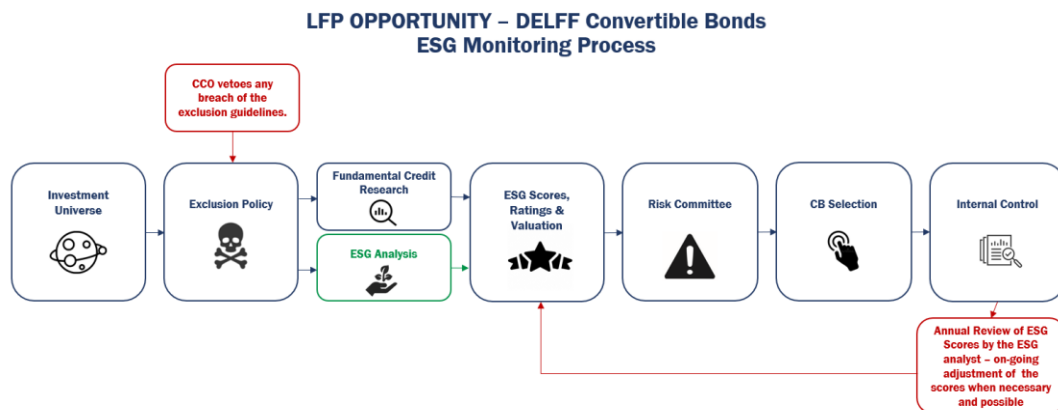 LFP OPPORTUNITY – DELFF Convertible Bonds
ESG Monitoring Process
CCO vetoes any
breach of the
exclusion guidelines.
Investment
Universe
Exclusion Policy
Fundamental Credit
Research
ESG Analysis
ESG Scores,
Ratings &
Valuation
Risk Committee
CB Selection
Internal Control
Annual Review of ESG
Scores by the ESG
analyst – on-going
adjustment of the
scores when necessary
and possible